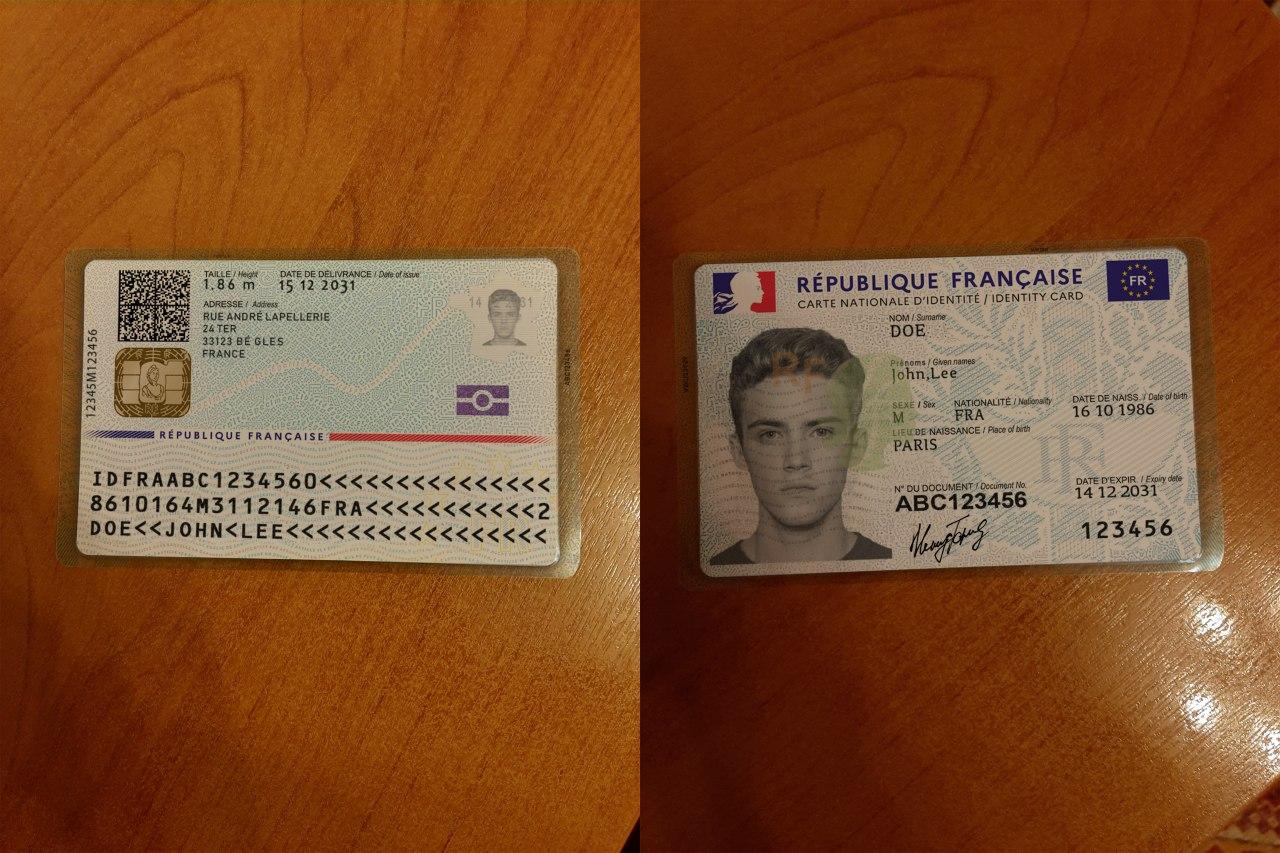 TAILLE / Height
DATE DE DÉLIVRANCE / Date of issue
1,86 m
15 12 2031
ADRESSE / Address
RUE ANDRÉ LAPELLERIE
24 TER
33123 BÉ GLES
FRANCE
12345M123456
RÉPUBLIQUE FRANÇAISE
IDFRAABC1234560<<<<<<<<<<<<<<<
8610164M3112146FRA<<<<<<<<<<<2
DOE<<JOHN<LEE<<<<<<<<<<<<<<<<<
RÉPUBLIQUE FRANÇAISE
CARTE NATIONALE D'IDENTITÉ / IDENTITY CARD
FR
NOM / Surname
DOE
Prénoms / Given names
John,Lee
SEXE / Sex
NATIONALITÉ / Nationality
DATE DE NAISS. / Date of birth
M
FRA
16 10 1986
LIEU DE NAISSANCE / Place of birth
PARIS
N° DU DOCUMENT / Document No.
DATE D'EXPIR. / Expiry date
ABC123456
14 12 2031
123456
RF